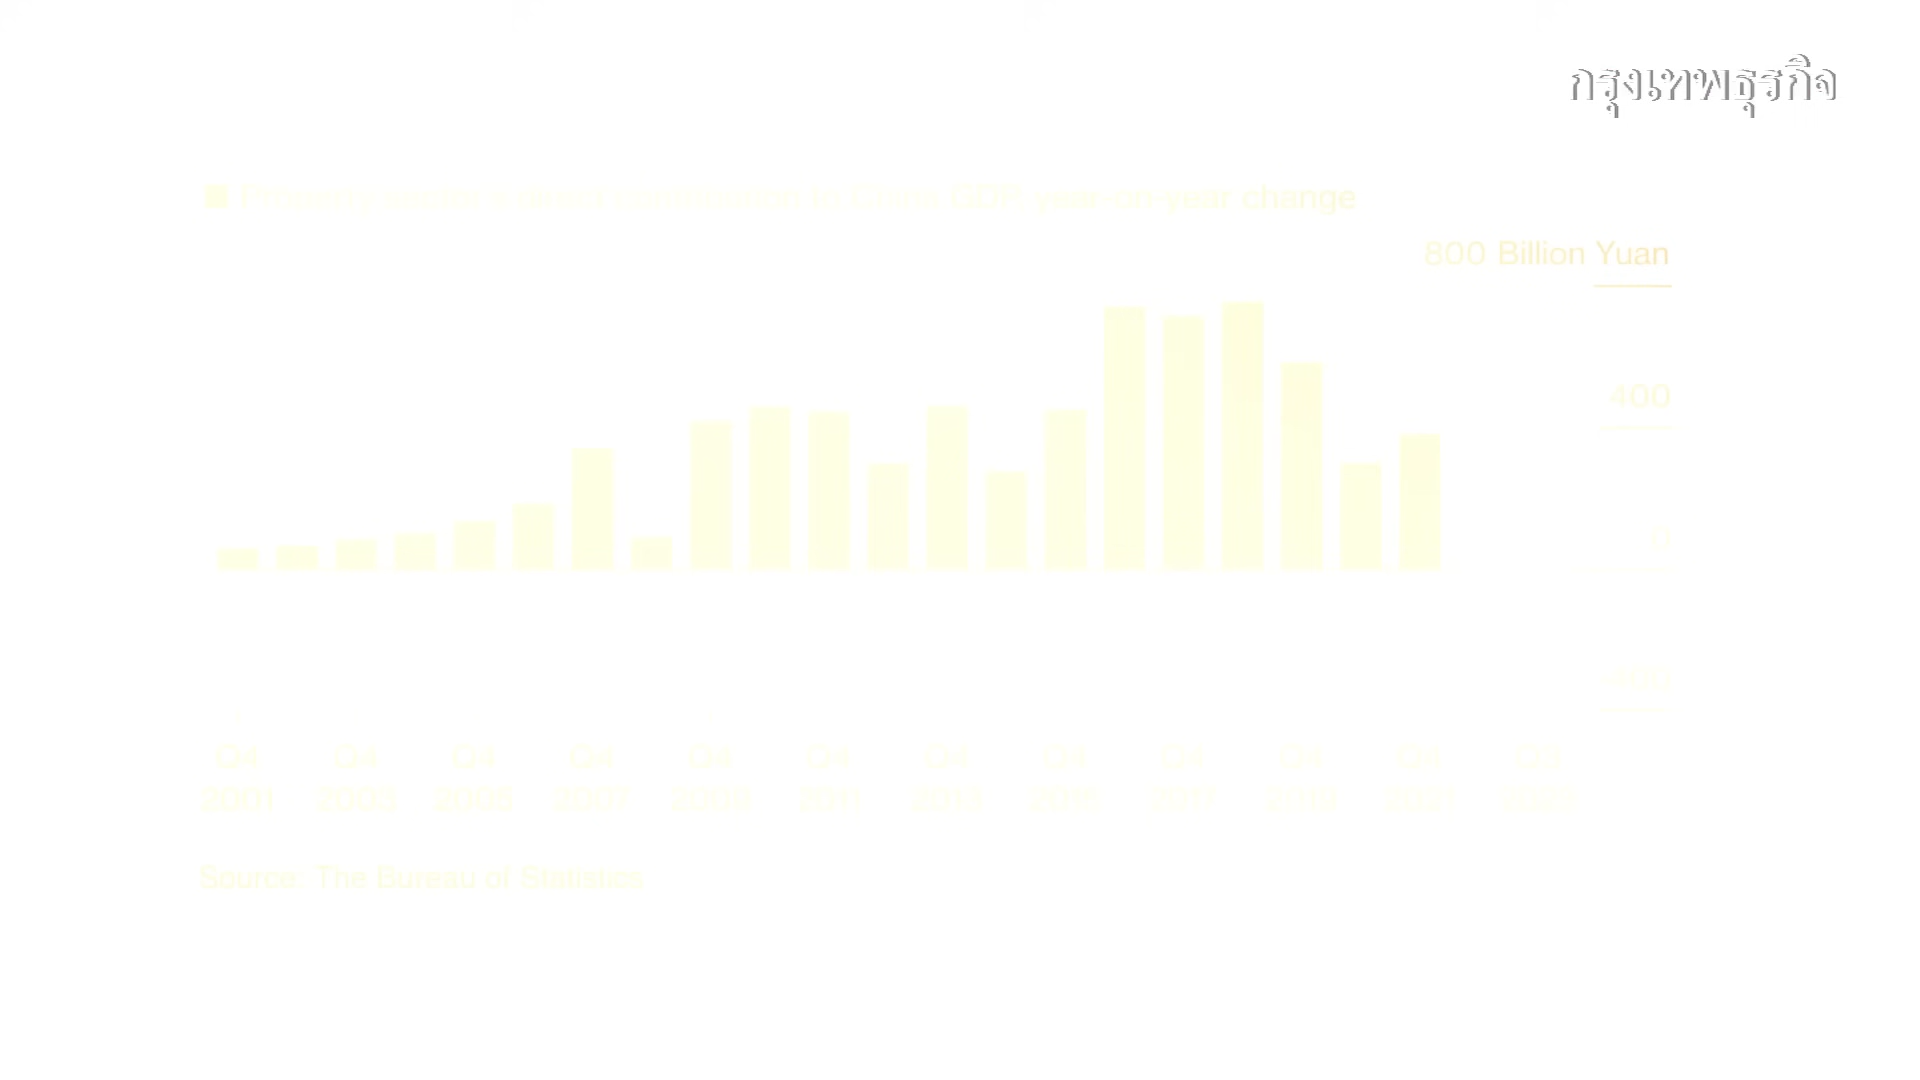 กรุงเทพธุรกิจ
Property sector's direct contribution to China GDP, year-on-year change
800 Billion Yuan
400
0
-400
Q4 Q4 Q4 Q4 Q4 Q4 Q4 Q4 Q4 Q4 Q4 Q3
2001 2003 2005 2007 2009 2011 2013 2015 2017 2019 2021
Source: The Bureau of Statistics